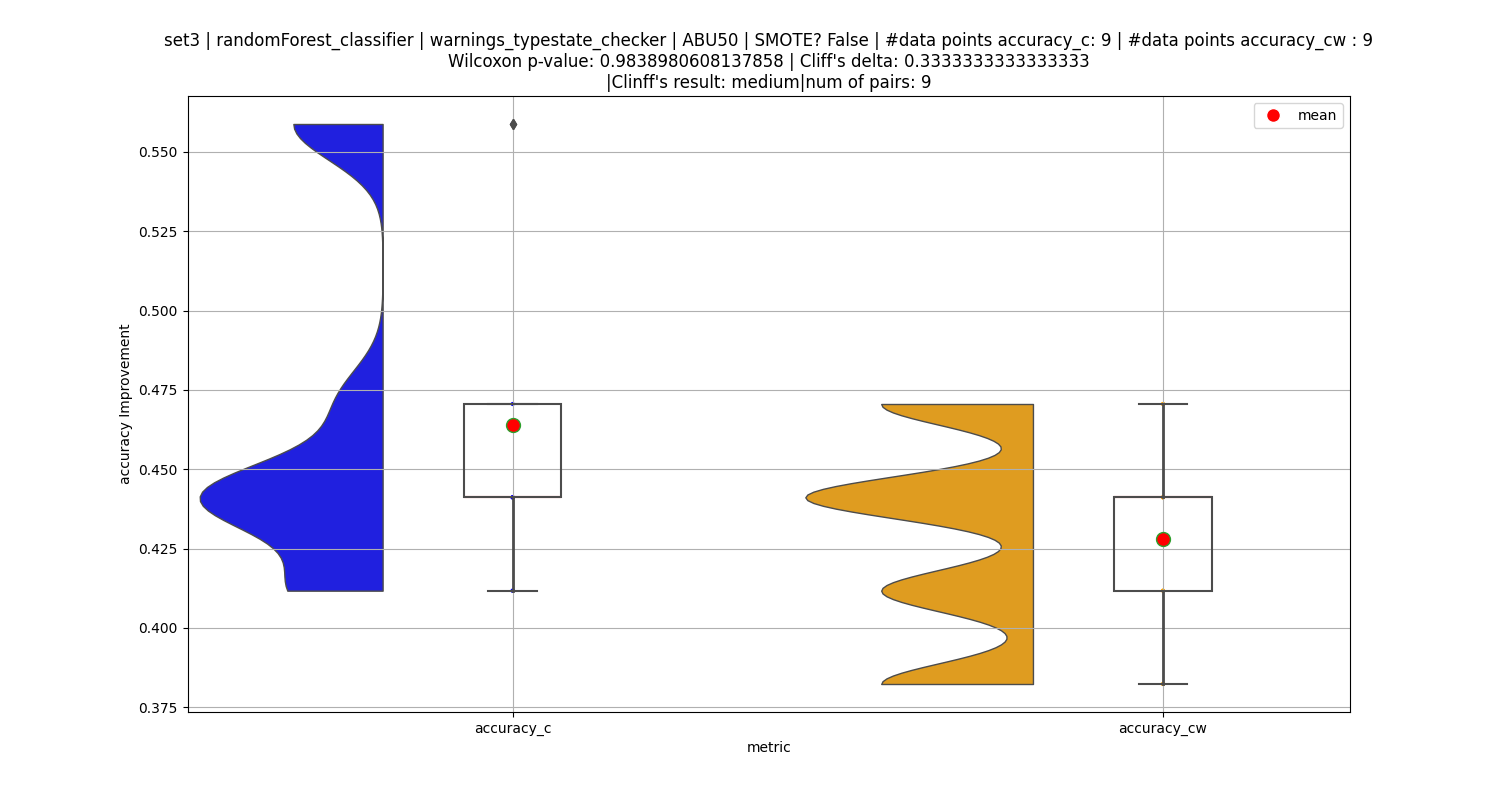 set3 | randomForest_classifier | warnings_typestate_checker | ABU50 | SMOTE? False | #data points accuracy_c: 9 | #data points accuracy_cw : 9
Wilcoxon p-value: 0.9838980608137858 | Cliff's delta: 0.3333333333333333
|Clinff's result: medium|num of pairs: 9
mean
0.550
0.525
0.500
0.475
0.450
0.425
0.400
0.375
accuracy Improvement
accuracy_c
accuracy_cw
metric